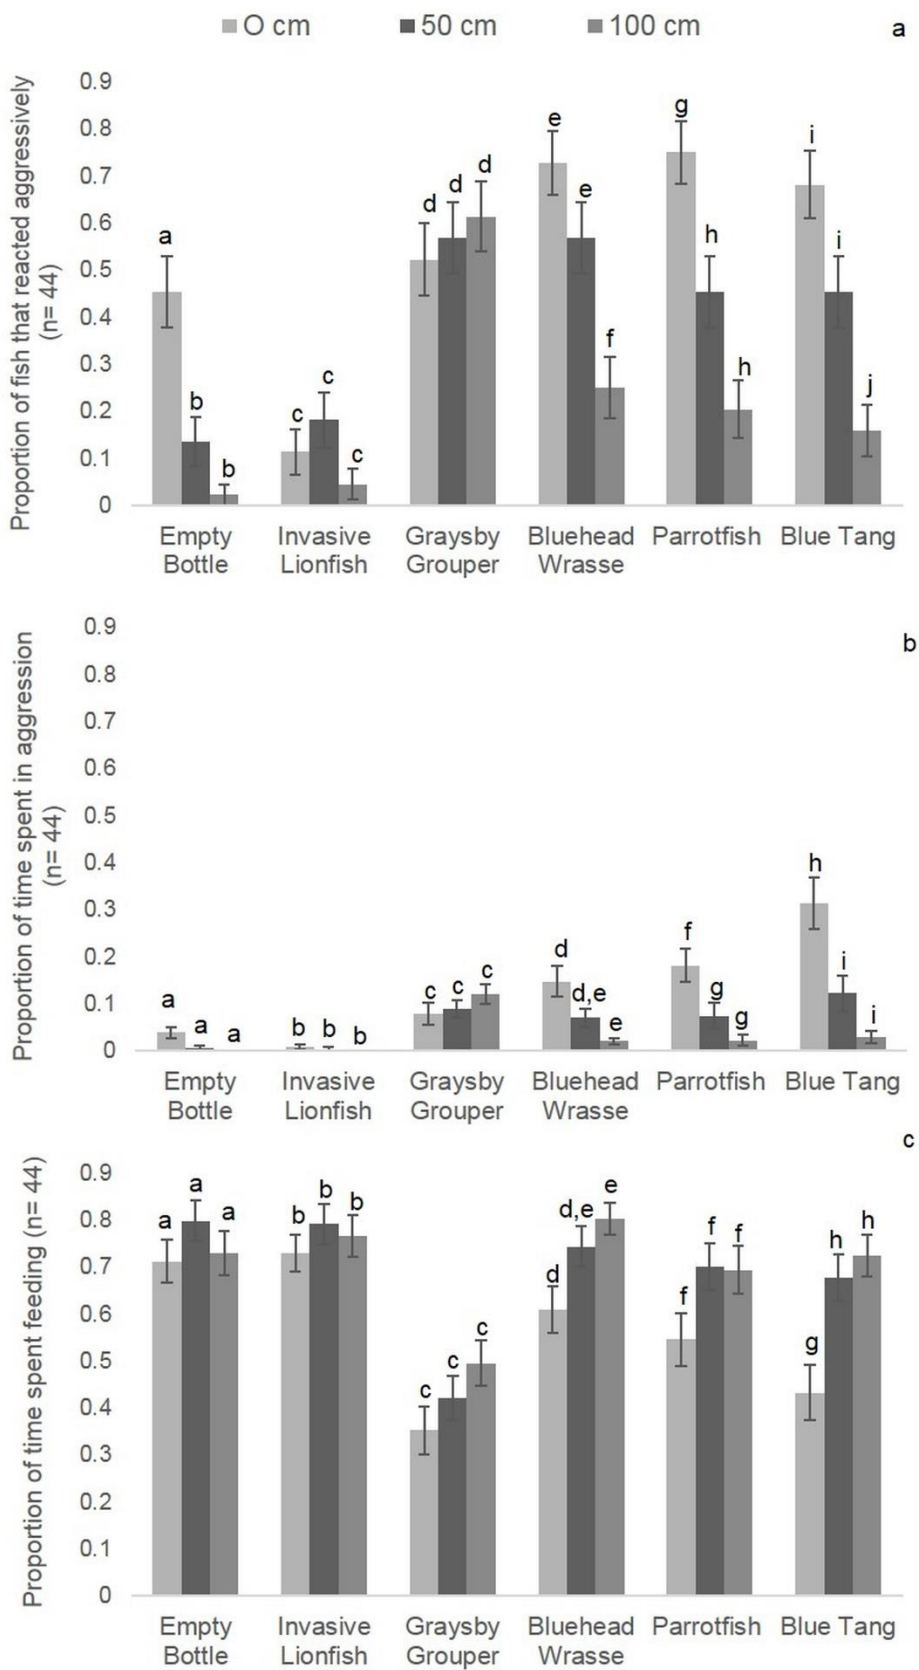 O cm 50 cm 100 cm a
Proportion of fish that reacted aggressively
(n= 44)
0.9
0.8
0.7
0.6
0.5
0.4
0.3
0.2
0.1
0
a b b c c c d d d e e f g h h i i j
Empty Bottle
Invasive Lionfish
Graysby Grouper
Bluehead Wrasse
Parrotfish
Blue Tang
b
Proportion of time spent in aggression
(n= 44)
0.9
0.8
0.7
0.6
0.5
0.4
0.3
0.2
0.1
0
a a a b b b c c c d d,e e f g g h i i
Empty Bottle
Invasive Lionfish
Graysby Grouper
Bluehead Wrasse
Parrotfish
Blue Tang
c
Proportion of time spent feeding (n= 44)
0.9
0.8
0.7
0.6
0.5
0.4
0.3
0.2
0.1
0
a a a b b b c c c d d,e e f f f g h h
Empty Bottle
Invasive Lionfish
Graysby Grouper
Bluehead Wrasse
Parrotfish
Blue Tang